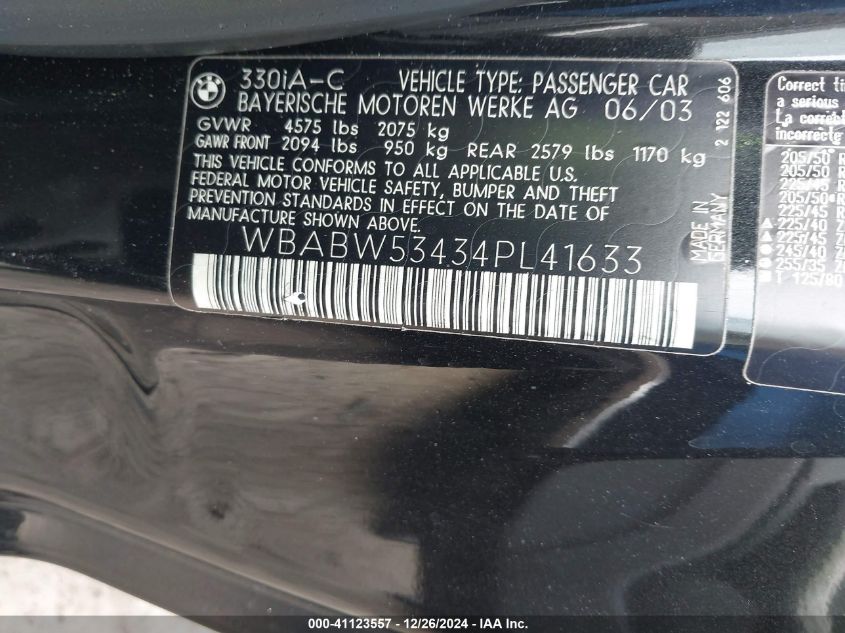 330iA-C VEHICLE TYPE: PASSENGER CAR
BAYERISCHE MOTOREN WERKE AG 06/03
GVWR 4575 lbs 2075 kg
GAWR FRONT 2094 lbs 950 kg REAR 2579 lbs 1170 kg
THIS VEHICLE CONFORMS TO ALL APPLICABLE U.S.
FEDERAL MOTOR VEHICLE SAFETY, BUMPER AND THEFT
PREVENTION STANDARDS IN EFFECT ON THE DATE OF
MANUFACTURE SHOWN ABOVE.
WBABW53434PL41633
MADE IN
GERMANY
2 122 606
Correct
a serious
La
incorrecte
205/50 R
205/50 R
225/45
205/50
225/45
225/40
225/45
245/40
255/35
125/80
000-41123557 - 12/26/2024 - IAA Inc.